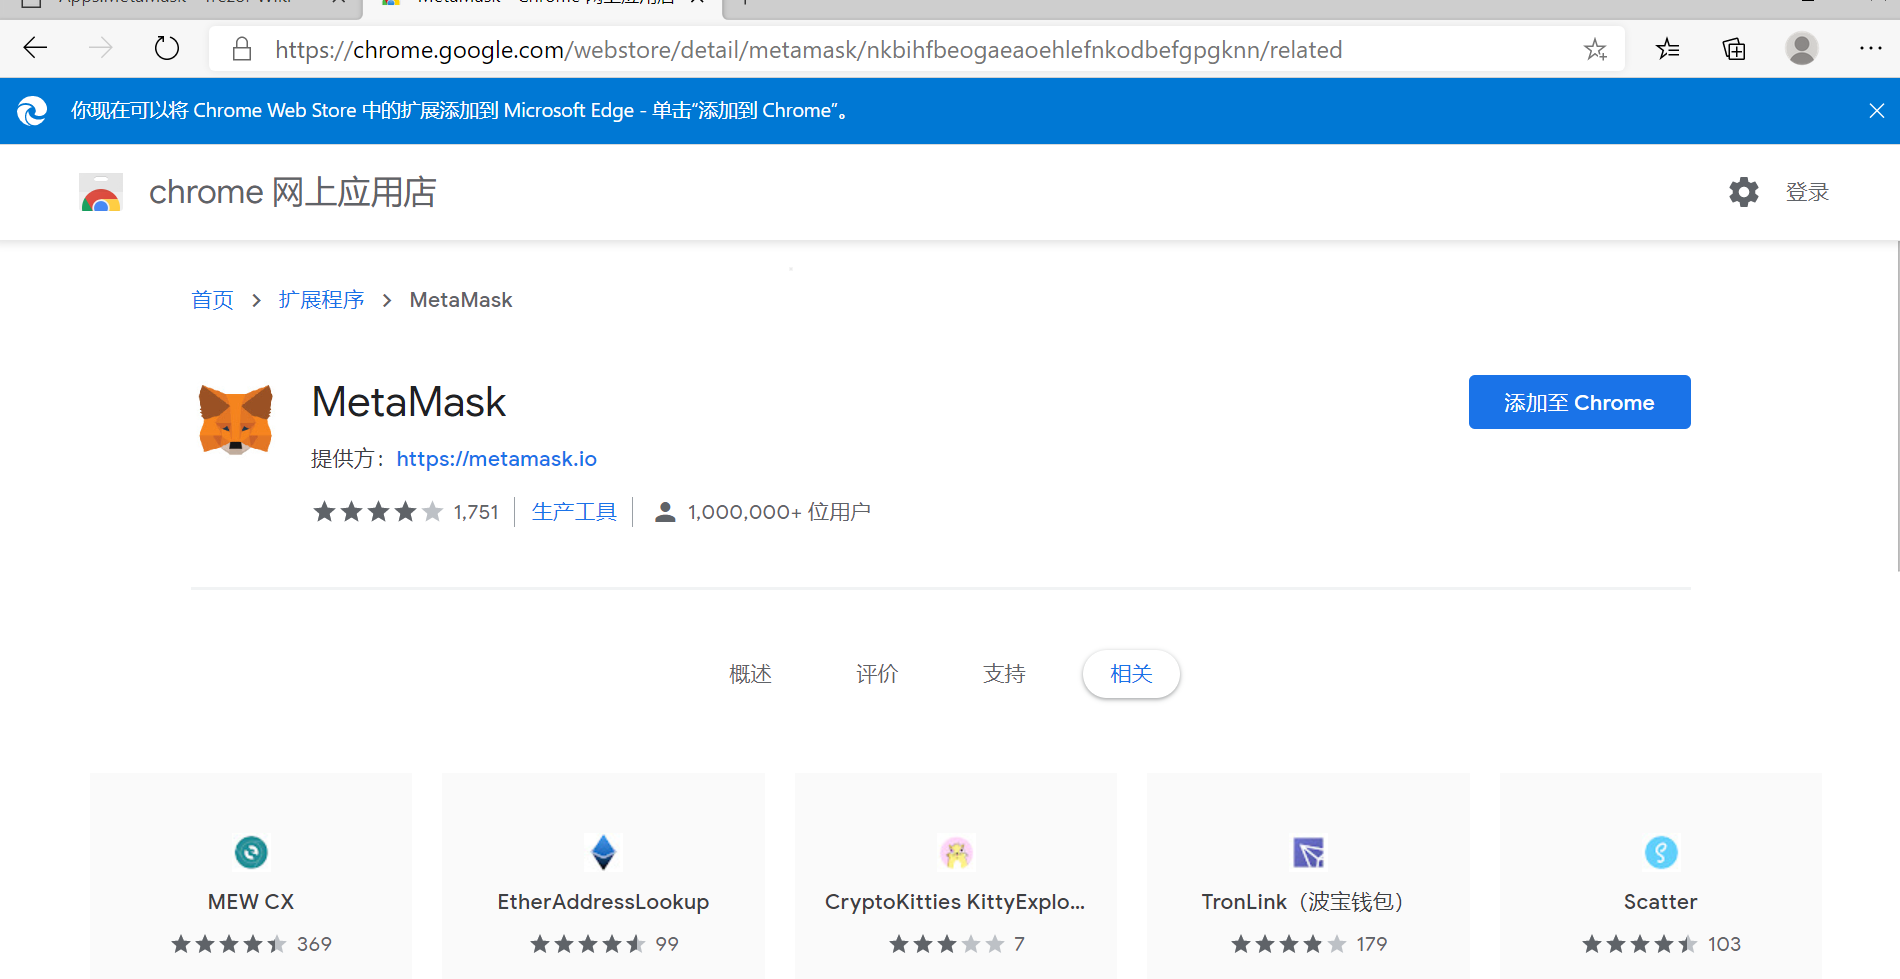 https://chrome.google.com/webstore/detail/metamask/nkbihfbeogaeaoehlefnkodbefgpgknn/related
你现在可以将 Chrome Web Store 中的扩展添加到 Microsoft Edge - 单击“添加到 Chrome”。
chrome 网上应用店
登录
首页 > 扩展程序 > MetaMask
MetaMask
添加至 Chrome
提供方：https://metamask.io
1,751 生产工具 1,000,000+ 位用户
概述 评价 支持 相关
MEW CX EtherAddressLookup CryptoKitties KittyExplo... TronLink（波宝钱包） Scatter
369 99 7 179 103